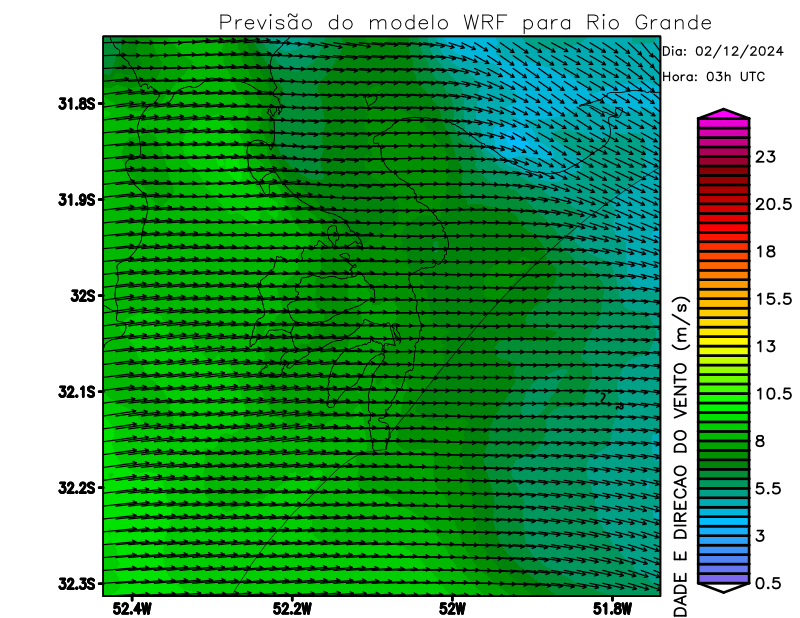 Previsão do modelo WRF para Rio Grande
Dia: 02/12/2024
Hora: 03h UTC
31.8S
31.9S
32S
32.1S
32.2S
32.3S
52.4W
52.2W
52W
51.8W
23
20.5
18
15.5
13
10.5
8
5.5
3
0.5
DADE E DIRECAO DO VENTO (m/s)